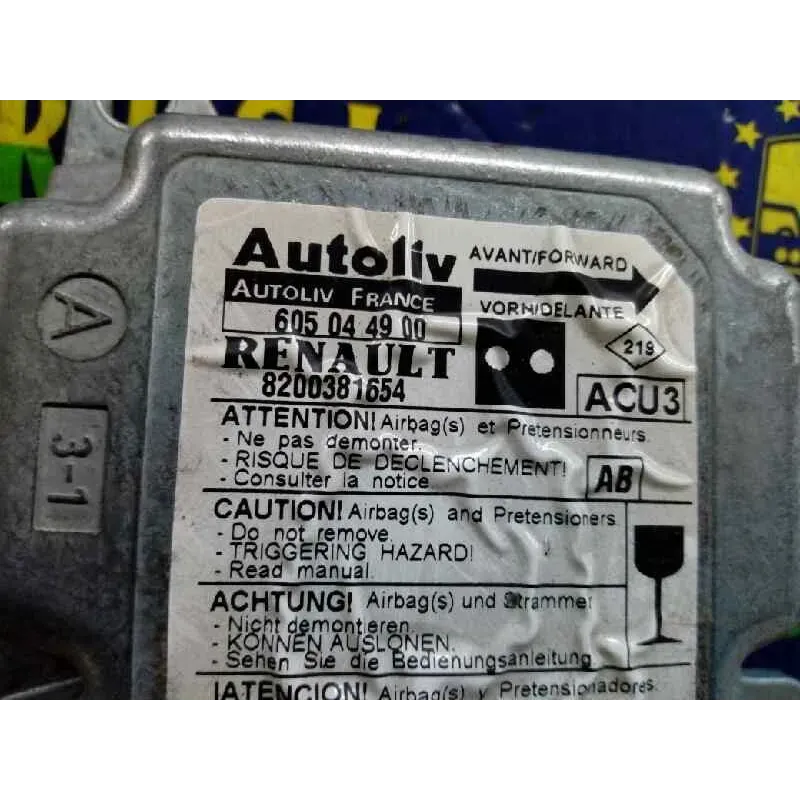 A
3-1
Autoliv
AUTOLIV FRANCE
605 04 49 00
RENAULT
8200381654
AVANT/FORWARD
VORN/DELANTE
219
ACU3
ATTENTION! Airbag(s) et Pretensionneurs.
- Ne pas demonter.
- RISQUE DE DECLENCHEMENT!
- Consulter la notice
AB
CAUTION! Airbag(s) and Pretensioners.
- Do not remove.
- TRIGGERING HAZARD!
- Read manual.
ACHTUNG! Airbag(s) und Strammer
- Nicht demontieren.
- KONNEN AUSLONEN.
- Sehen Sie die Bedienungsanleitung
¡ATENCION! Airbag(s) y Pretensionadores.